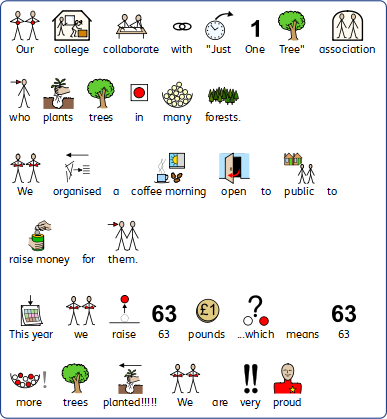 Our college collaborate with "Just One Tree" association
who plants trees in many forests.
We organised a coffee morning open to public to
raise money for them.
This year we raise 63 pounds ...which means 63
more trees planted!!!!! We are very proud